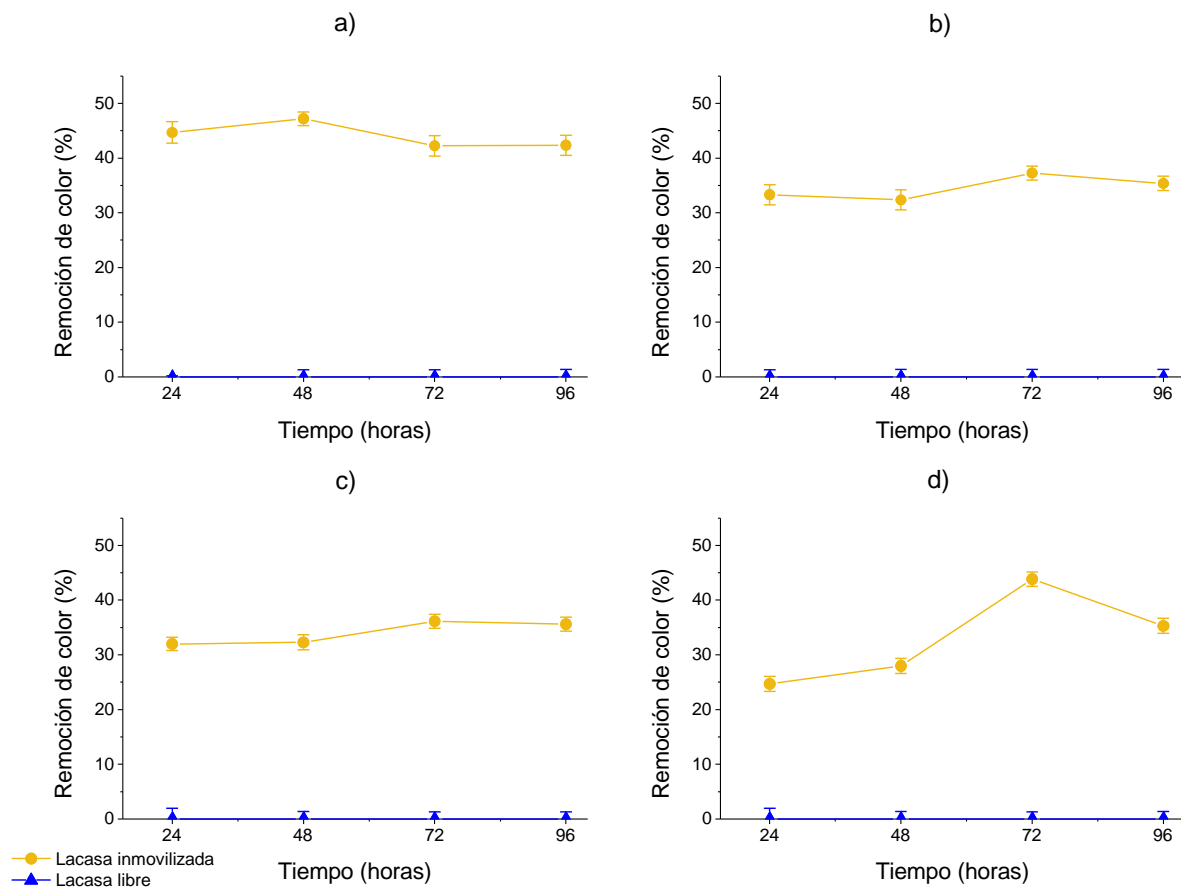 a)
50
40
30
20
10
0
Remoción de color (%)
24 48 72 96
Tiempo (horas)
b)
50
40
30
20
10
0
Remoción de color (%)
24 48 72 96
Tiempo (horas)
c)
50
40
30
20
10
0
Remoción de color (%)
24 48 72 96
Tiempo (horas)
d)
50
40
30
20
10
0
Remoción de color (%)
24 48 72 96
Tiempo (horas)
Lacasa inmovilizada
Lacasa libre